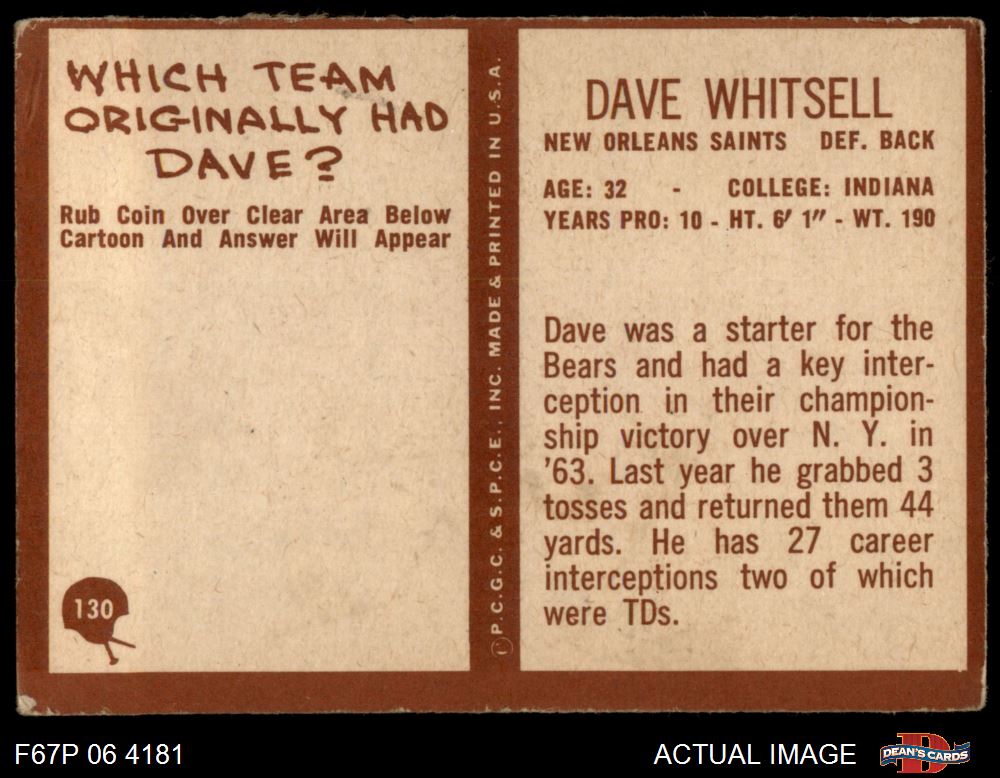 WHICH TEAM
ORIGINALLY HAD
DAVE?
Rub Coin Over Clear Area Below
Cartoon And Answer Will Appear
130
© P.C.G.C. & S.P.C.E., INC. MADE & PRINTED IN U.S.A.
DAVE WHITSELL
NEW ORLEANS SAINTS DEF. BACK
AGE: 32 - COLLEGE: INDIANA
YEARS PRO: 10 - HT. 6' 1" - WT. 190
Dave was a starter for the
Bears and had a key inter-
ception in their champion-
ship victory over N. Y. in
'63. Last year he grabbed 3
tosses and returned them 44
yards. He has 27 career
interceptions two of which
were TDs.
F67P 06 4181
ACTUAL IMAGE
DEAN'S CARDS